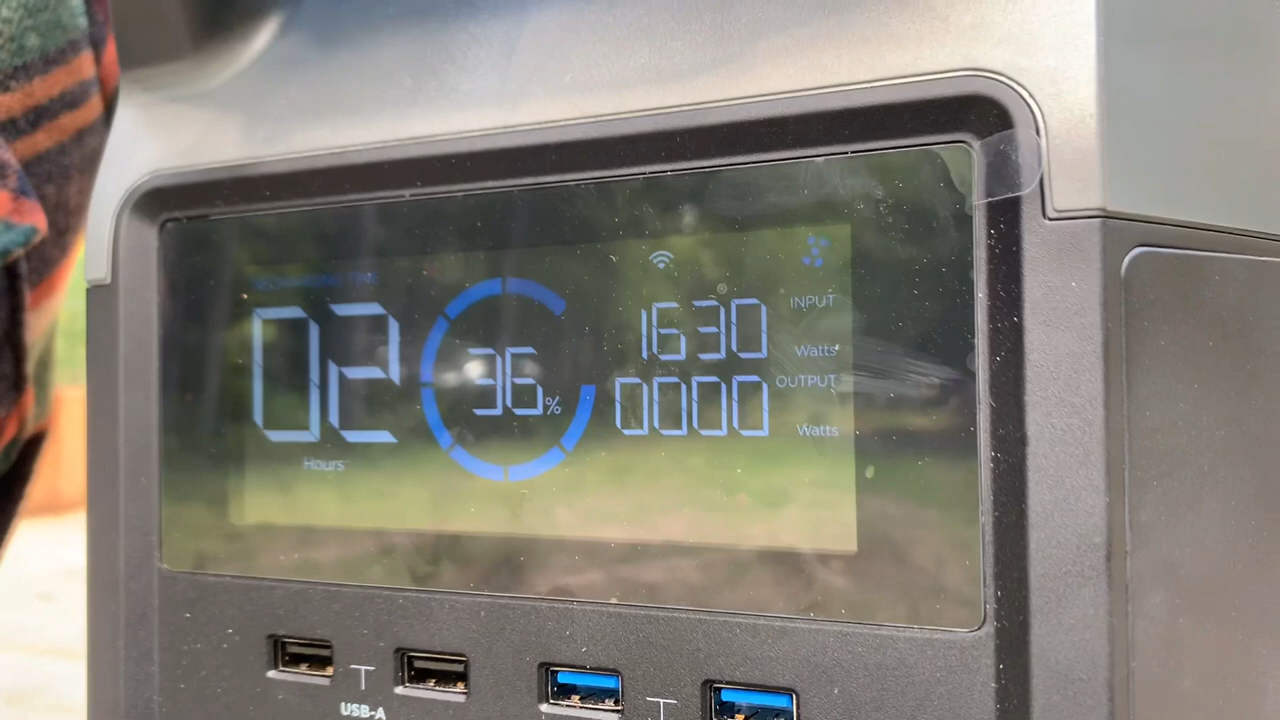 02
Hours
36%
1630
INPUT
Watts
0000
OUTPUT
Watts
USB-A